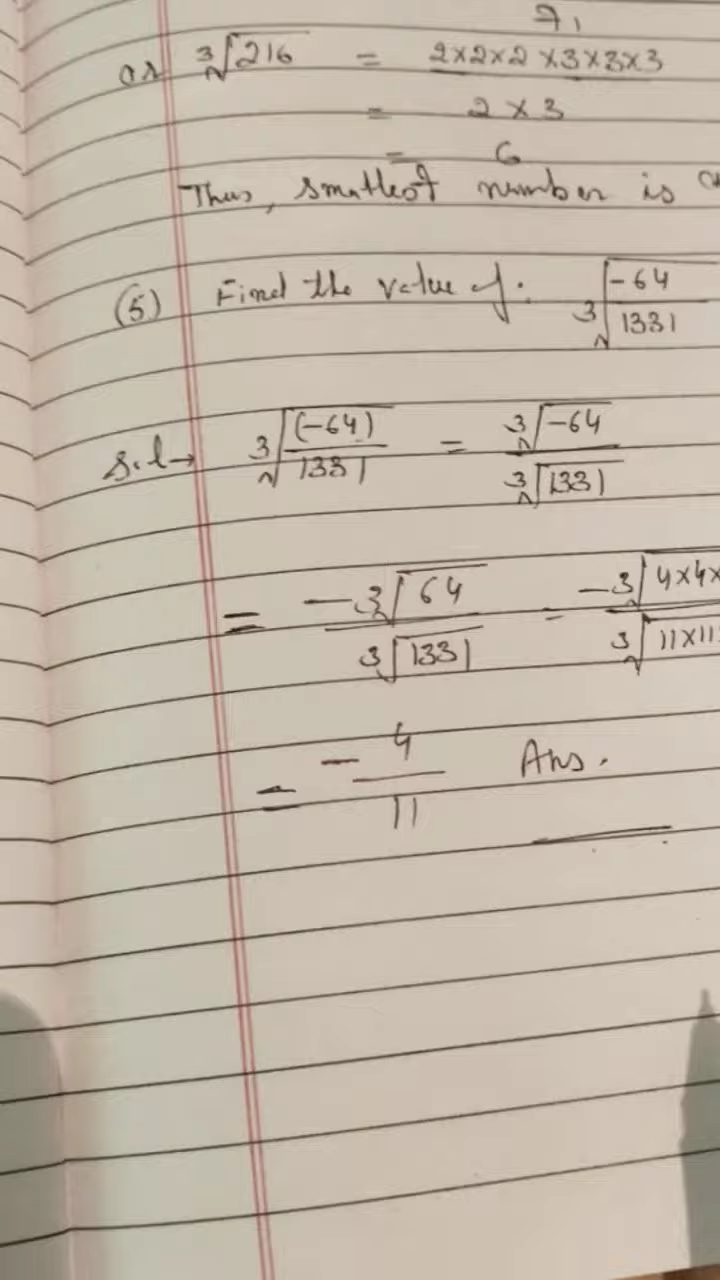 7,
or ∛216 = 2×2×2×3×3×3
= 2×3
= 6
Thus, smallest number is
(5) Find the value of: ∛(-64/1331)
Sol→ ∛((-64)/1331) = ∛-64/∛1331
= -∛64/∛1331 = -∛4×4×/∛11×11
= -4/11 Ans.